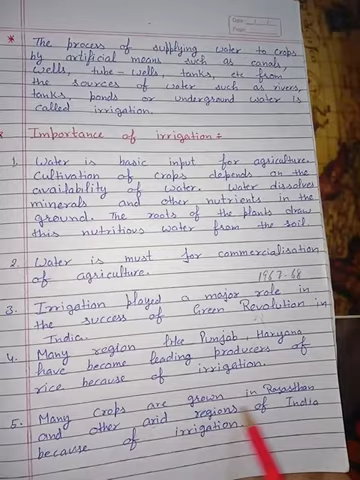 Date
Page
* The process of supplying water to crops
by artificial means such as canals,
wells, tube-wells, tanks, etc from
the sources of water such as rivers,
tanks, ponds or underground water is
called irrigation.
* Importance of irrigation:-
1. Water is basic input for agriculture.
Cultivation of crops depends on the
availability of water. Water dissolves
minerals and other nutrients in the
ground. The roots of the plants draw
this nutritious water from the soil
2. Water is must for commercialisation
of agriculture.
1967-68
3. Irrigation played a major role in
the success of Green Revolution in
India.
4. Many region like Punjab, Haryana
have become leading producers of
rice because of irrigation.
5. Many crops are grown in Rajasthan
and other arid regions of India
because of irrigation.